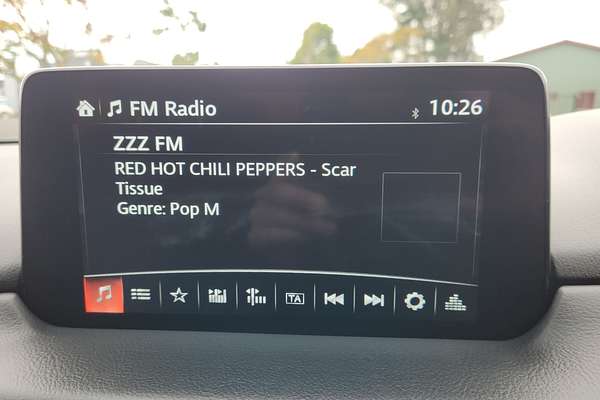 FM Radio 10:26
ZZZ FM
RED HOT CHILI PEPPERS - Scar
Tissue
Genre: Pop M
TA